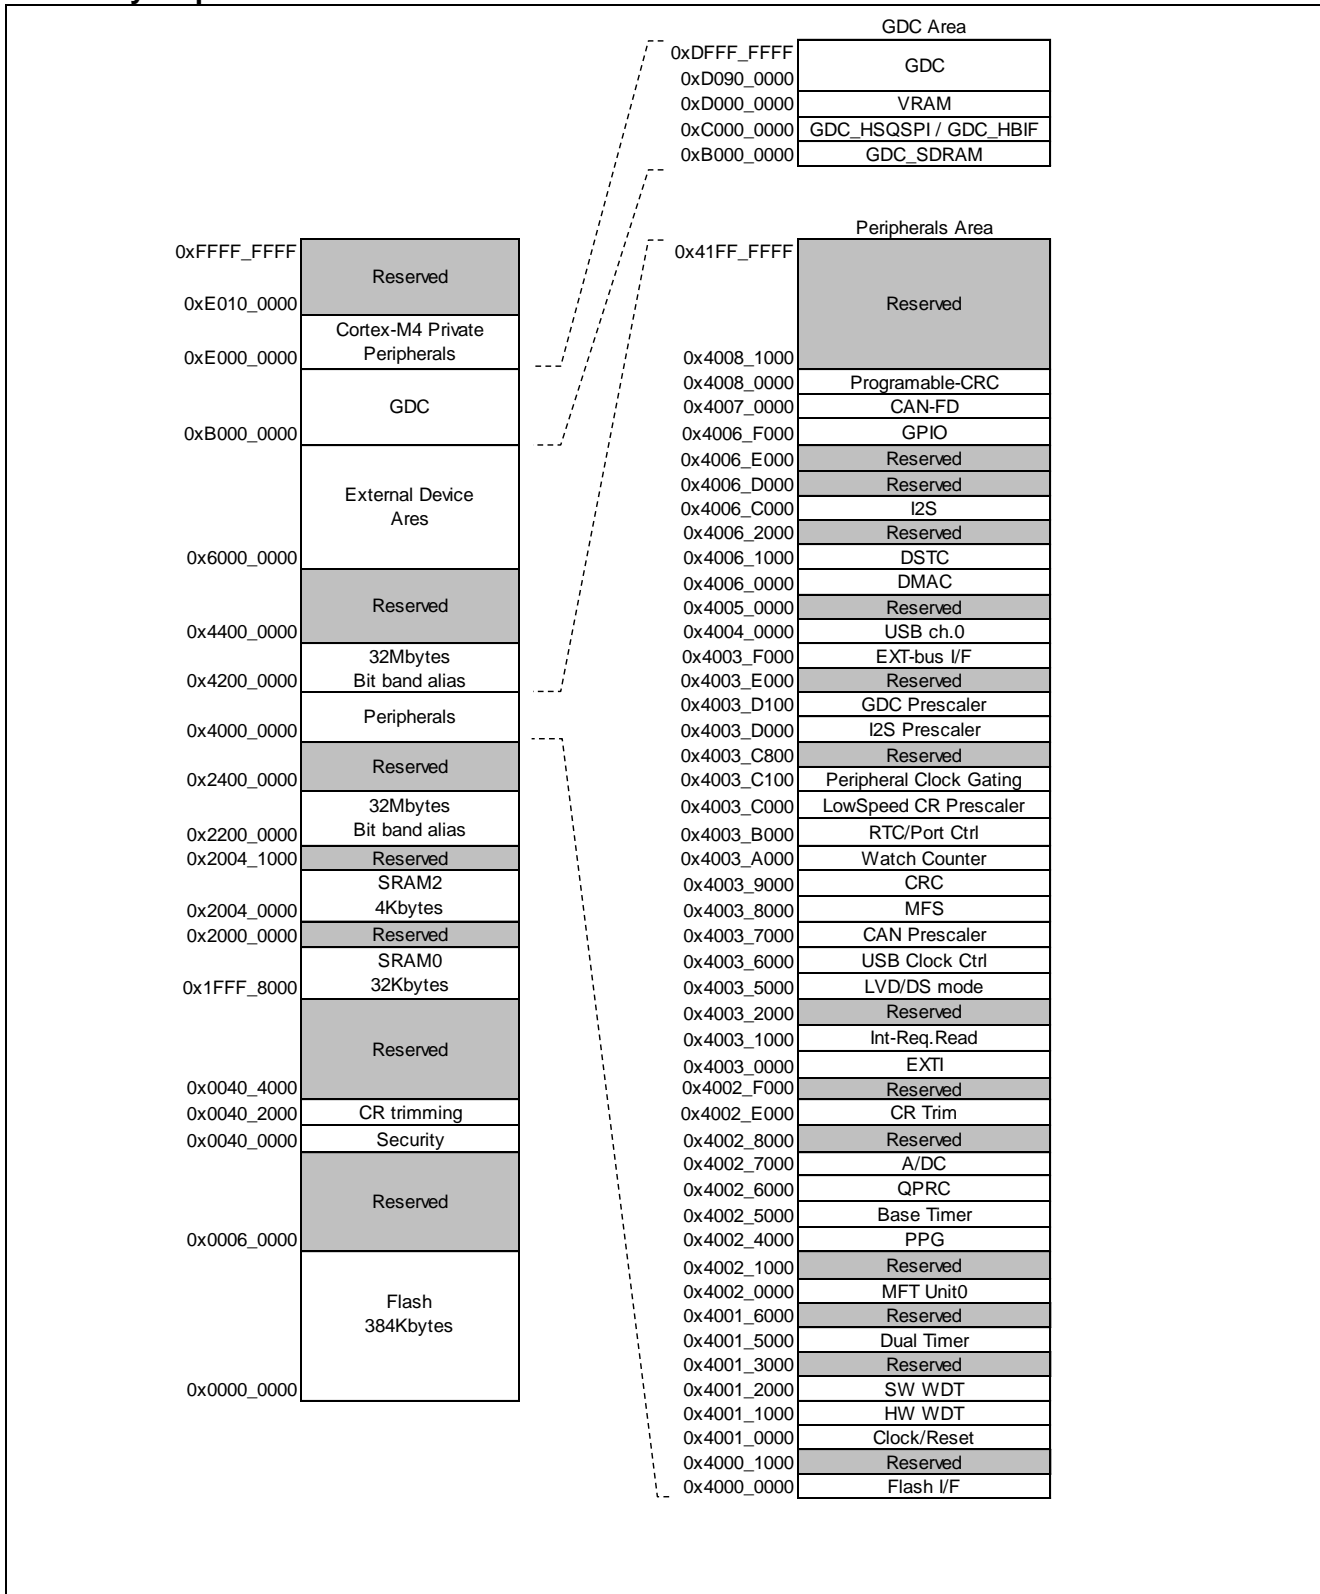 GDC Area
0xDFFF_FFFF
GDC
0xD090_0000
0xD000_0000 VRAM
0xC000_0000 GDC_HSQSPI / GDC_HBIF
0xB000_0000 GDC_SDRAM
0xFFFF_FFFF
Reserved
0xE010_0000
Cortex-M4 Private
0xE000_0000 Peripherals
GDC
0xB000_0000
External Device
Ares
0x6000_0000
Reserved
0x4400_0000
32Mbytes
0x4200_0000 Bit band alias
Peripherals
0x4000_0000
Reserved
0x2400_0000
32Mbytes
0x2200_0000 Bit band alias
0x2004_1000 Reserved
SRAM2
0x2004_0000 4Kbytes
0x2000_0000 Reserved
SRAM0
0x1FFF_8000 32Kbytes
Reserved
0x0040_4000
0x0040_2000 CR trimming
0x0040_0000 Security
Reserved
0x0006_0000
Flash
384Kbytes
0x0000_0000
Peripherals Area
0x41FF_FFFF
Reserved
0x4008_1000
0x4008_0000 Programable-CRC
0x4007_0000 CAN-FD
0x4006_F000 GPIO
0x4006_E000 Reserved
0x4006_D000 Reserved
0x4006_C000 I2S
0x4006_2000 Reserved
0x4006_1000 DSTC
0x4006_0000 DMAC
0x4005_0000 Reserved
0x4004_0000 USB ch.0
0x4003_F000 EXT-bus I/F
0x4003_E000 Reserved
0x4003_D100 GDC Prescaler
0x4003_D000 I2S Prescaler
0x4003_C800 Reserved
0x4003_C100 Peripheral Clock Gating
0x4003_C000 LowSpeed CR Prescaler
0x4003_B000 RTC/Port Ctrl
0x4003_A000 Watch Counter
0x4003_9000 CRC
0x4003_8000 MFS
0x4003_7000 CAN Prescaler
0x4003_6000 USB Clock Ctrl
0x4003_5000 LVD/DS mode
0x4003_2000 Reserved
0x4003_1000 Int-Req.Read
0x4003_0000 EXTI
0x4002_F000 Reserved
0x4002_E000 CR Trim
0x4002_8000 Reserved
0x4002_7000 A/DC
0x4002_6000 QPRC
0x4002_5000 Base Timer
0x4002_4000 PPG
0x4002_1000 Reserved
0x4002_0000 MFT Unit0
0x4001_6000 Reserved
0x4001_5000 Dual Timer
0x4001_3000 Reserved
0x4001_2000 SW WDT
0x4001_1000 HW WDT
0x4001_0000 Clock/Reset
0x4000_1000 Reserved
0x4000_0000 Flash I/F